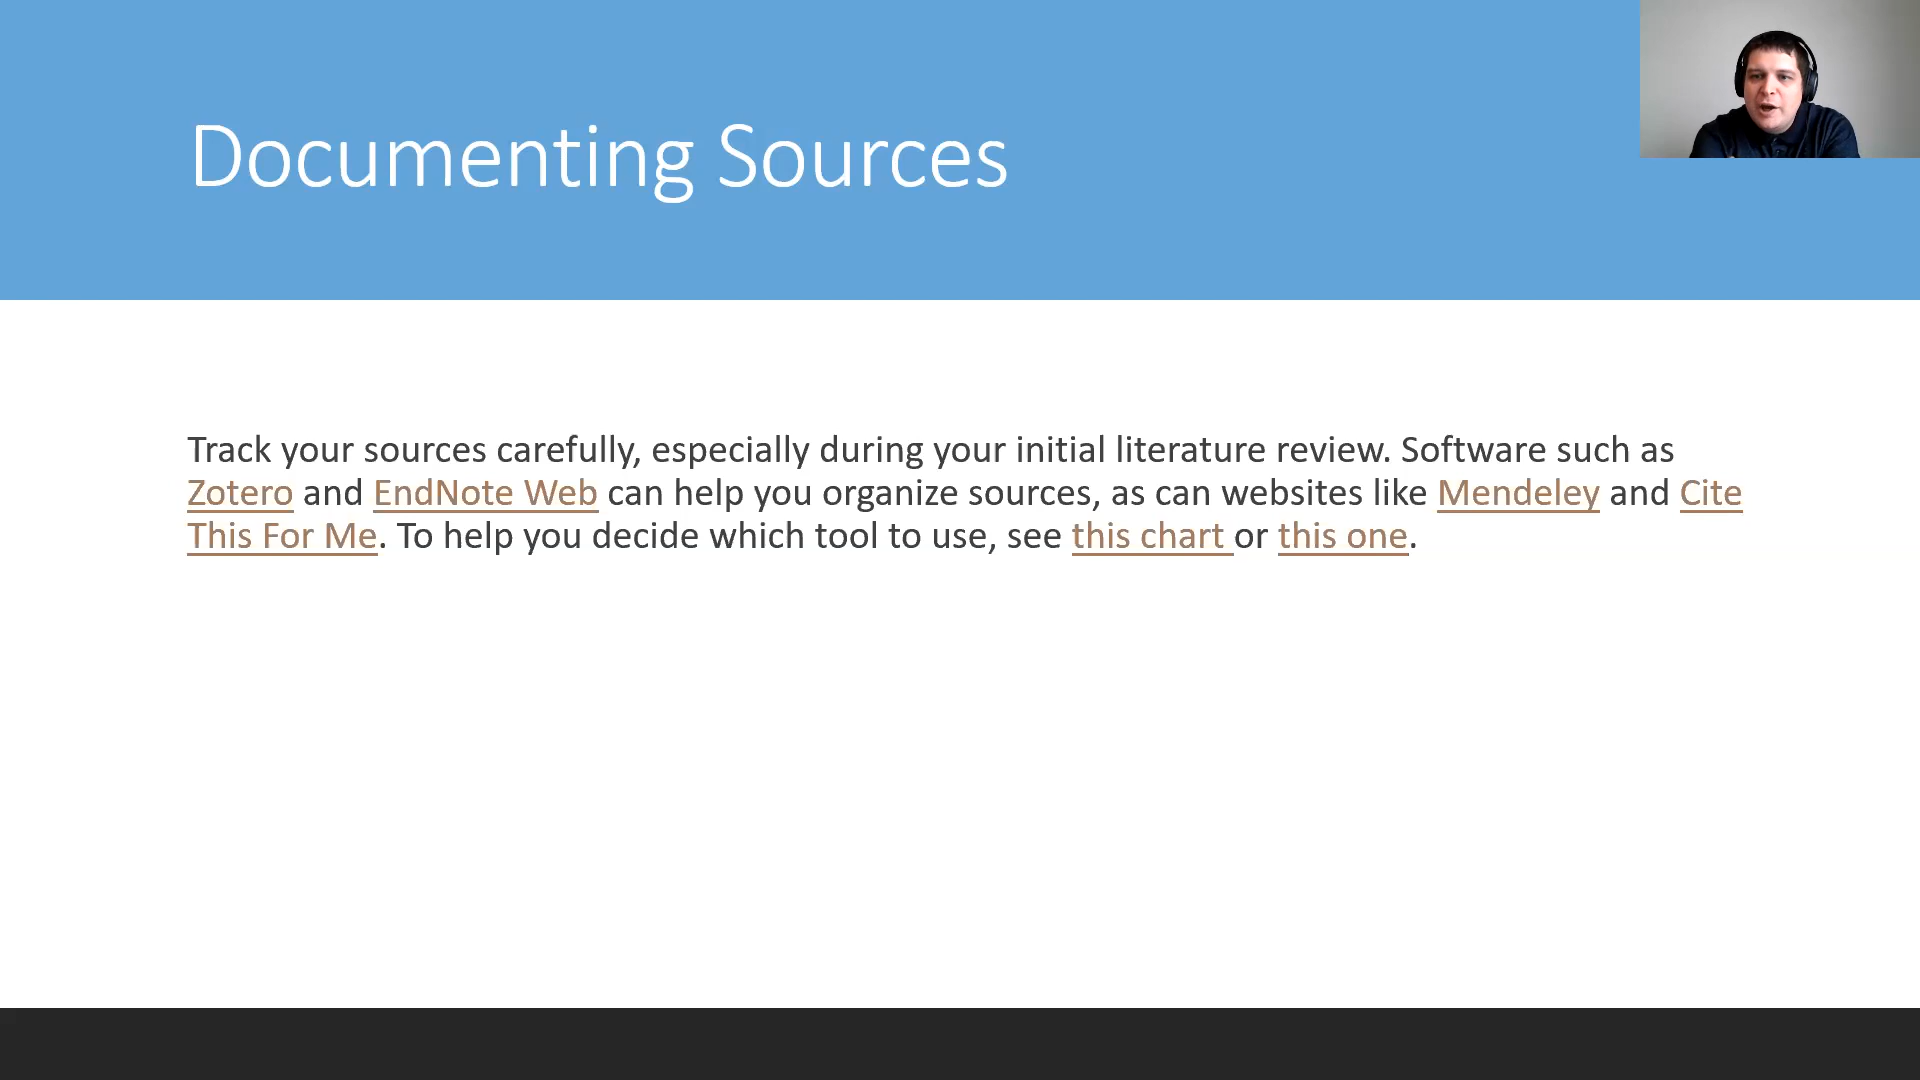 Documenting Sources
Track your sources carefully, especially during your initial literature review. Software such as
Zotero and EndNote Web can help you organize sources, as can websites like Mendeley and Cite
This For Me. To help you decide which tool to use, see this chart or this one.